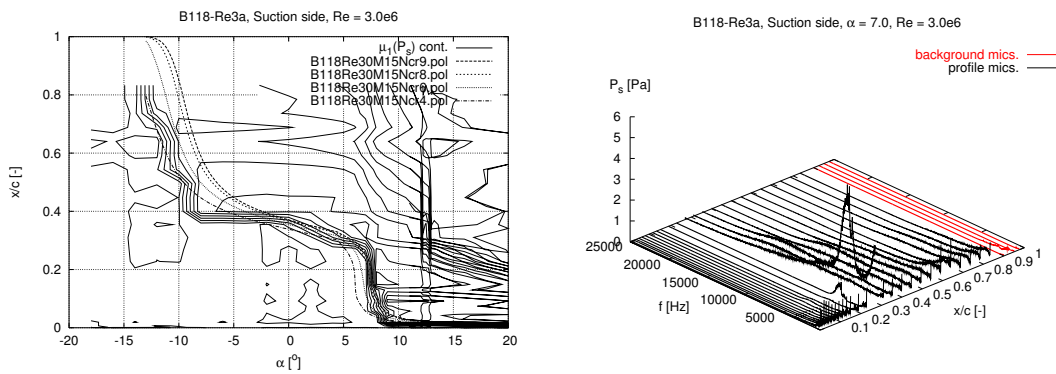 B118-Re3a, Suction side, Re = 3.0e6
μ₁(Pₛ) cont.
B118Re30M15Ncr9.pol
B118Re30M15Ncr8.pol
B118Re30M15Ncr6.pol
B118Re30M15Ncr4.pol
1
0.8
0.6
0.4
0.2
0
x/c [-]
-20 -15 -10 -5 0 5 10 15 20
α [°]
B118-Re3a, Suction side, α = 7.0, Re = 3.0e6
background mics.
profile mics.
Pₛ [Pa]
6
5
4
3
2
1
0
25000
20000
15000
10000
5000
f [Hz]
0.1 0.2 0.3 0.4 0.5 0.6 0.7 0.8 0.9 1
x/c [-]